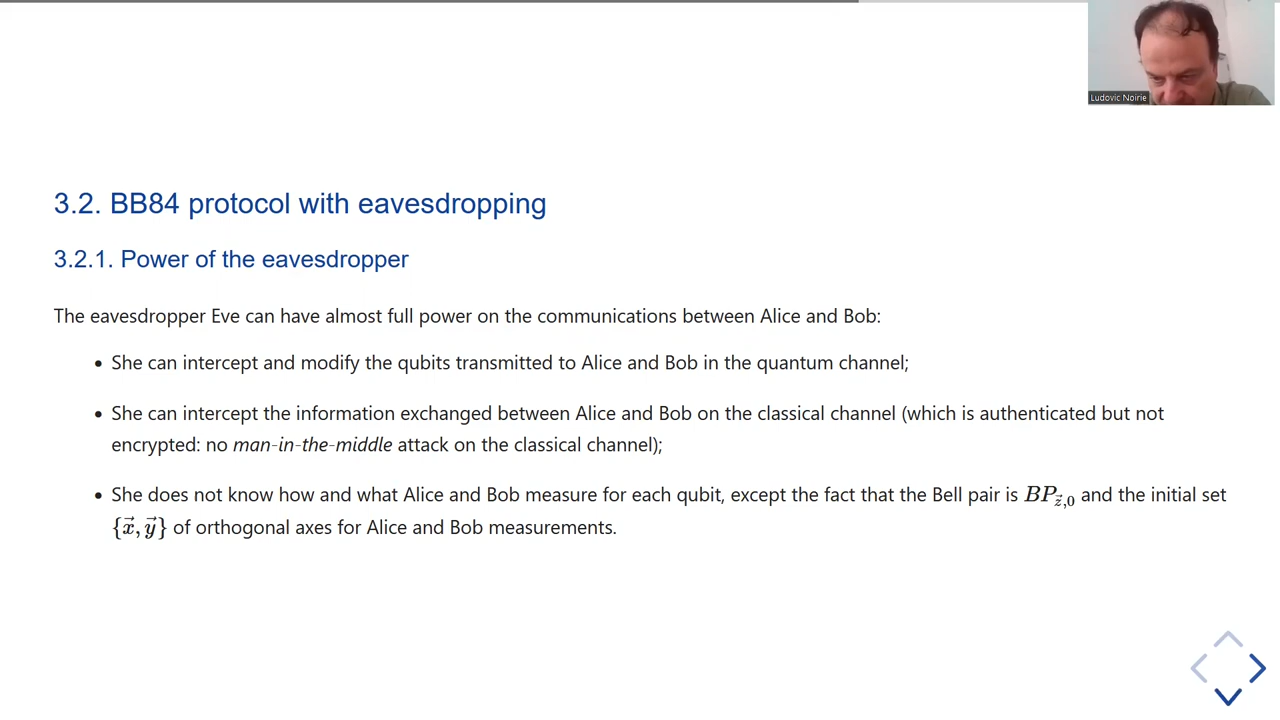 Ludovic Noirie
3.2. BB84 protocol with eavesdropping
3.2.1. Power of the eavesdropper
The eavesdropper Eve can have almost full power on the communications between Alice and Bob:
• She can intercept and modify the qubits transmitted to Alice and Bob in the quantum channel;
• She can intercept the information exchanged between Alice and Bob on the classical channel (which is authenticated but not
encrypted: no man-in-the-middle attack on the classical channel);
• She does not know how and what Alice and Bob measure for each qubit, except the fact that the Bell pair is $BP_{\vec{z},0}$ and the initial set
$\{\vec{x}, \vec{y}\}$ of orthogonal axes for Alice and Bob measurements.